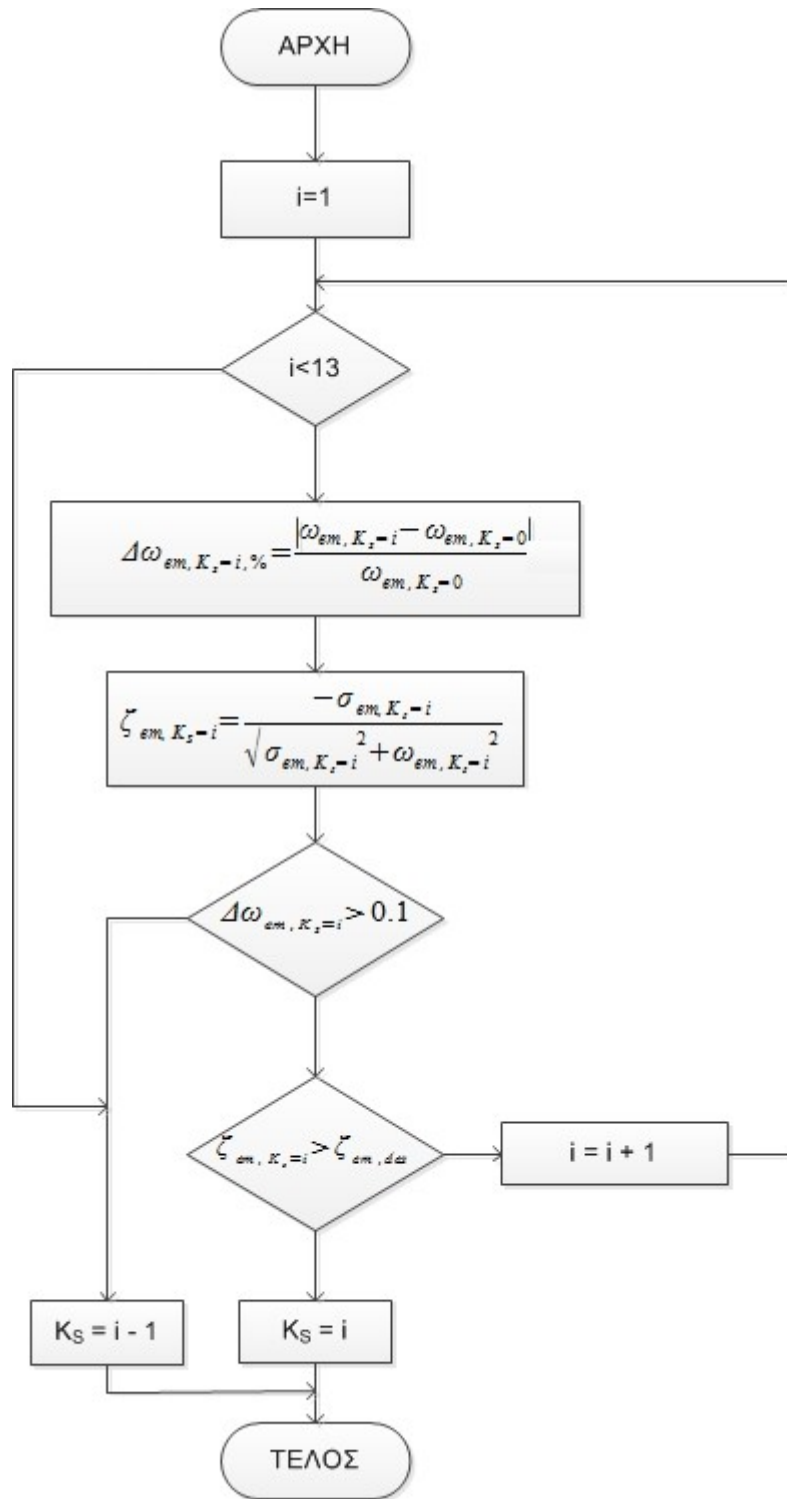 ΑΡΧΗ
i=1
i<13
Δω_{em, K_s=i, %} = |ω_{em, K_s=i} − ω_{em, K_s=0}| / ω_{em, K_s=0}
ζ_{em, K_s=i} = −σ_{em, K_s=i} / √(σ_{em, K_s=i}² + ω_{em, K_s=i}²)
Δω_{em, K_s=i} > 0.1
ζ_{em, K_s=i} > ζ_{em, des}
i = i + 1
K_S = i - 1
K_S = i
ΤΕΛΟΣ